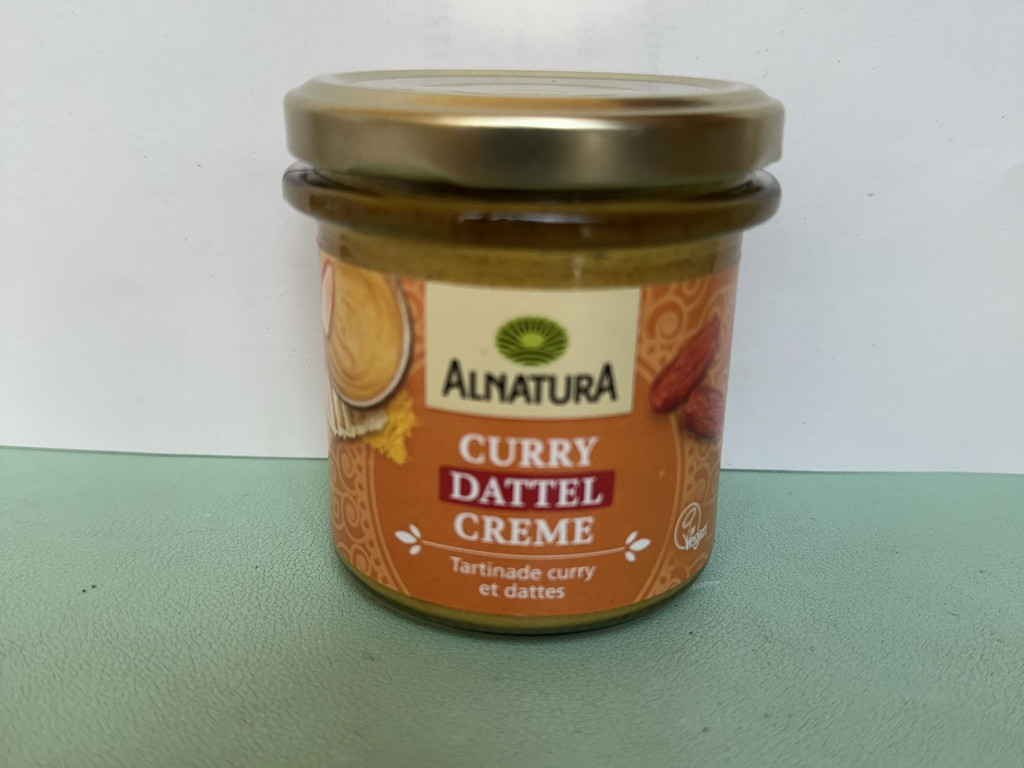 ALNATURA
CURRY
DATTEL
CREME
Tartinade curry
et dattes
Vegan